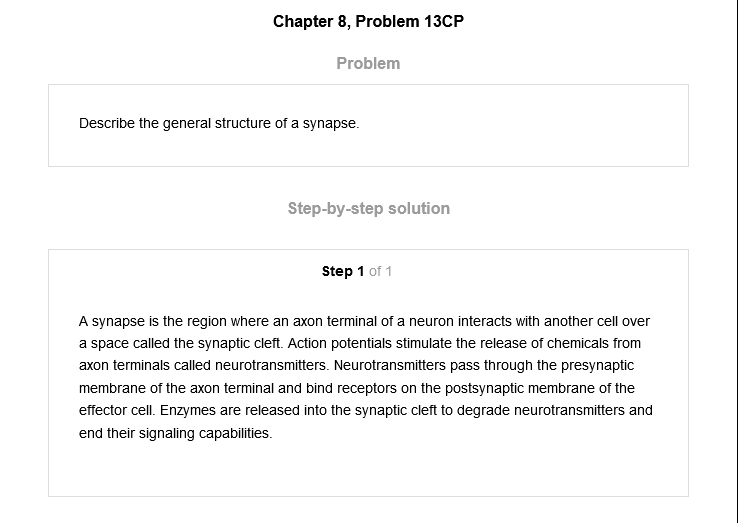 Chapter 8, Problem 13CP
Problem
Describe the general structure of a synapse.
Step-by-step solution
Step 1 of 1
A synapse is the region where an axon terminal of a neuron interacts with another cell over
a space called the synaptic cleft. Action potentials stimulate the release of chemicals from
axon terminals called neurotransmitters. Neurotransmitters pass through the presynaptic
membrane of the axon terminal and bind receptors on the postsynaptic membrane of the
effector cell. Enzymes are released into the synaptic cleft to degrade neurotransmitters and
end their signaling capabilities.